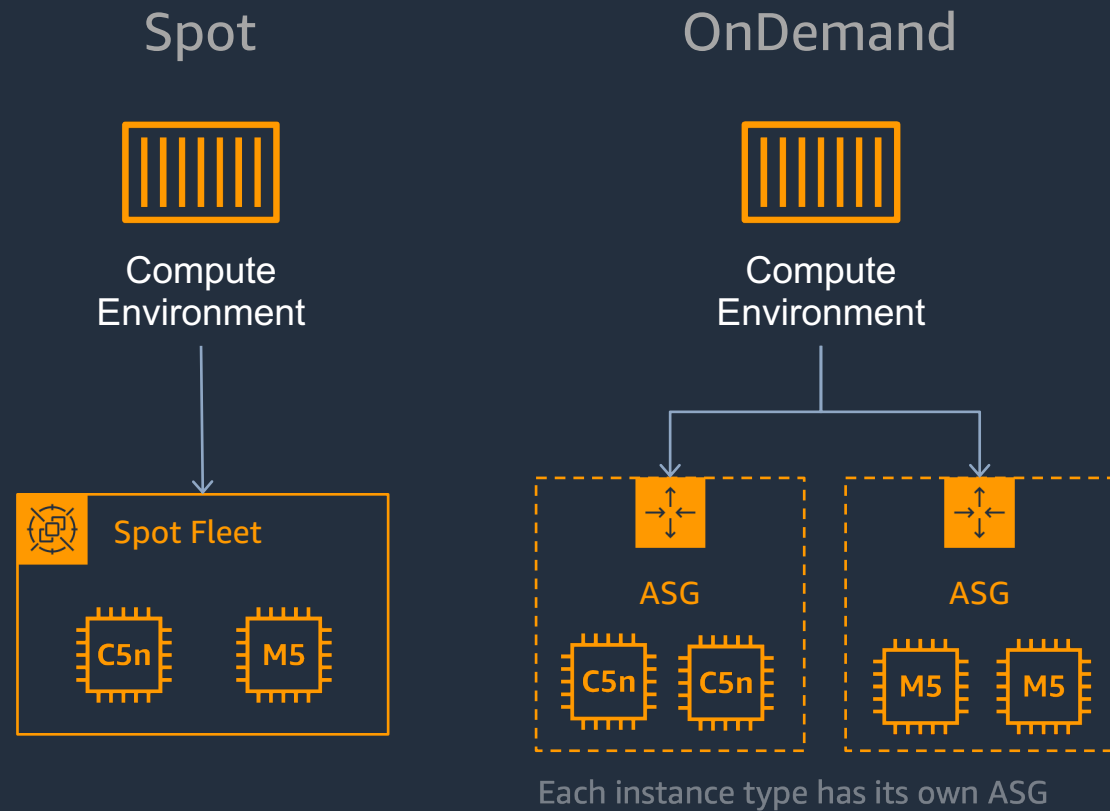 Spot
OnDemand
Compute
Environment
Compute
Environment
Spot Fleet
C5n
M5
ASG
ASG
C5n
C5n
M5
M5
Each instance type has its own ASG